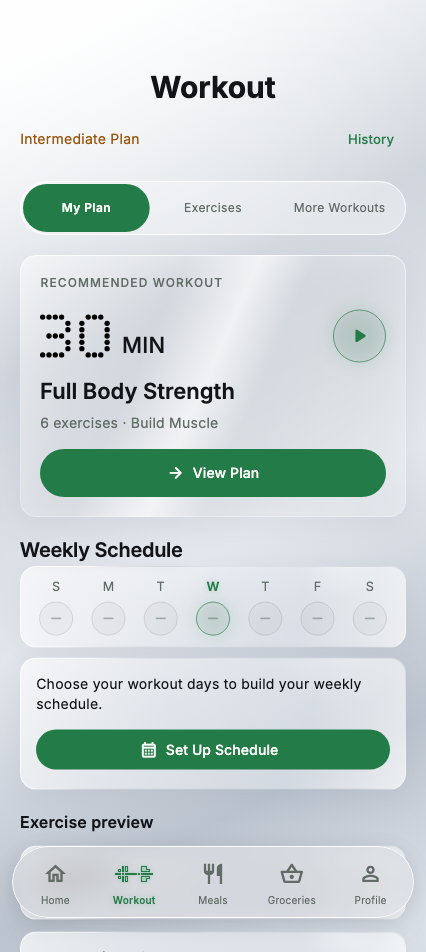 Workout
Intermediate Plan
History
My Plan
Exercises
More Workouts
RECOMMENDED WORKOUT
30 MIN
Full Body Strength
6 exercises · Build Muscle
View Plan
Weekly Schedule
S M T W T F S
Choose your workout days to build your weekly
schedule.
Set Up Schedule
Exercise preview
Home
Workout
Meals
Groceries
Profile